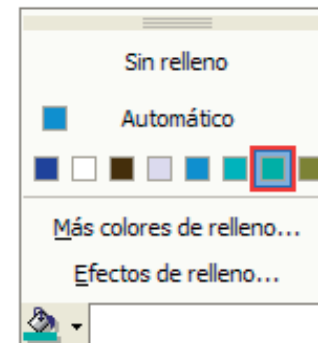 Sin relleno
Automático
Más colores de relleno...
Efectos de relleno...